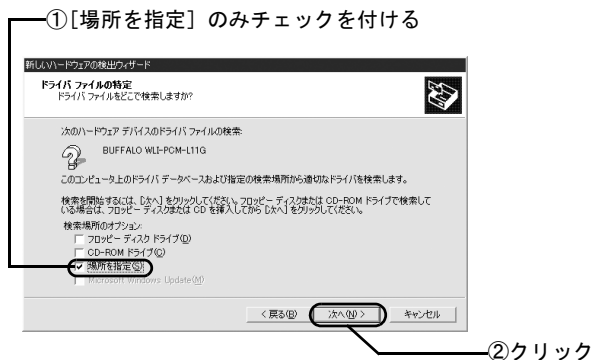 ①[場所を指定] のみチェックを付ける
新しいハードウェアの検出ウィザード
ドライバ ファイルの特定
ドライバ ファイルをどこで検索しますか?
次のハードウェア デバイスのドライバ ファイルの検索:
BUFFALO WLI-PCM-L11G
このコンピュータ上のドライバ データベースおよび指定の検索場所から適切なドライバを検索します。
検索を開始するには、[次へ] をクリックしてください。フロッピー ディスクまたは CD-ROM ドライブで検索して
いる場合は、フロッピー ディスクまたは CD を挿入してから [次へ] をクリックしてください。
検索場所のオプション:
フロッピー ディスク ドライブ(D)
CD-ROM ドライブ(C)
場所を指定(S)
Microsoft Windows Update(M)
< 戻る(B)
次へ(N) >
キャンセル
②クリック